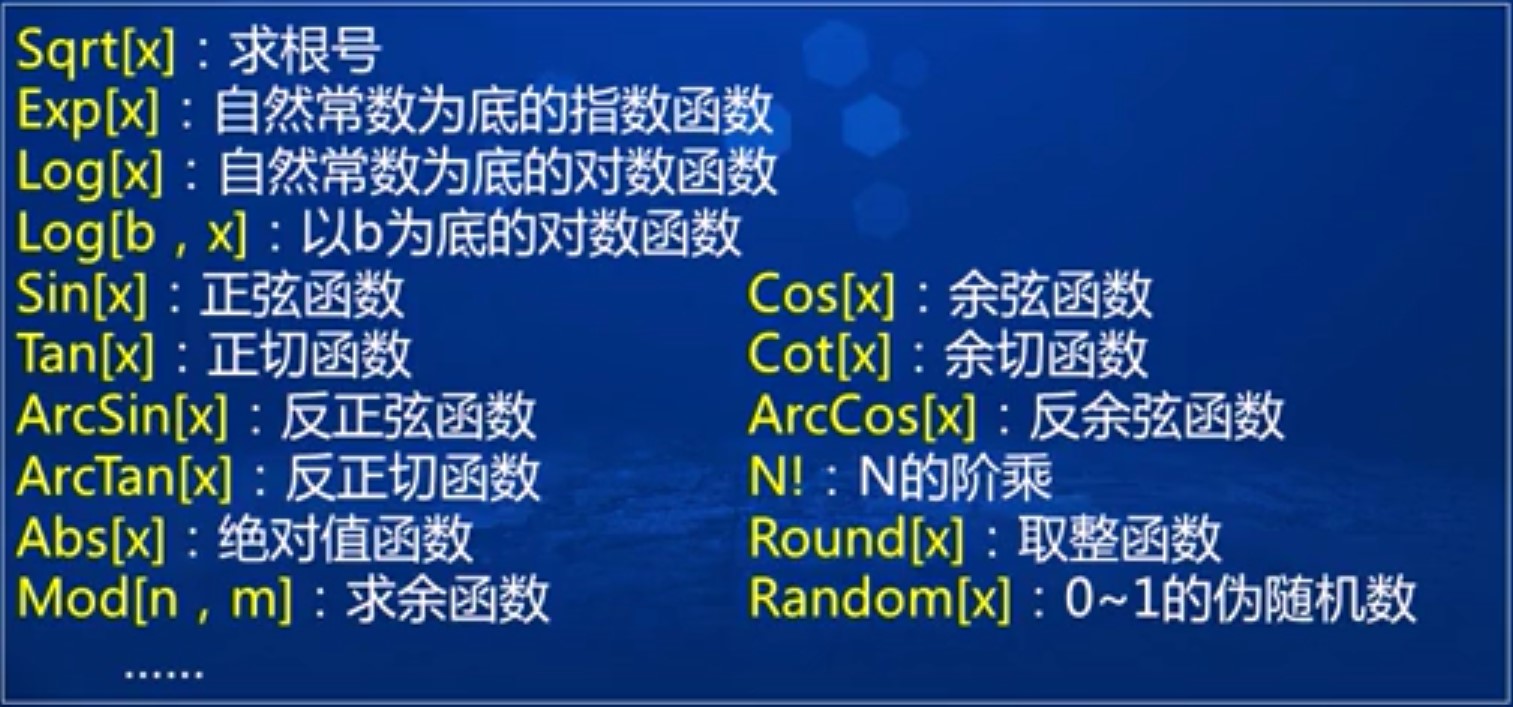 Sqrt[x]：求根号
Exp[x]：自然常数为底的指数函数
Log[x]：自然常数为底的对数函数
Log[b，x]：以b为底的对数函数
Sin[x]：正弦函数 Cos[x]：余弦函数
Tan[x]：正切函数 Cot[x]：余切函数
ArcSin[x]：反正弦函数 ArcCos[x]：反余弦函数
ArcTan[x]：反正切函数 N!：N的阶乘
Abs[x]：绝对值函数 Round[x]：取整函数
Mod[n，m]：求余函数 Random[x]：0~1的伪随机数
……